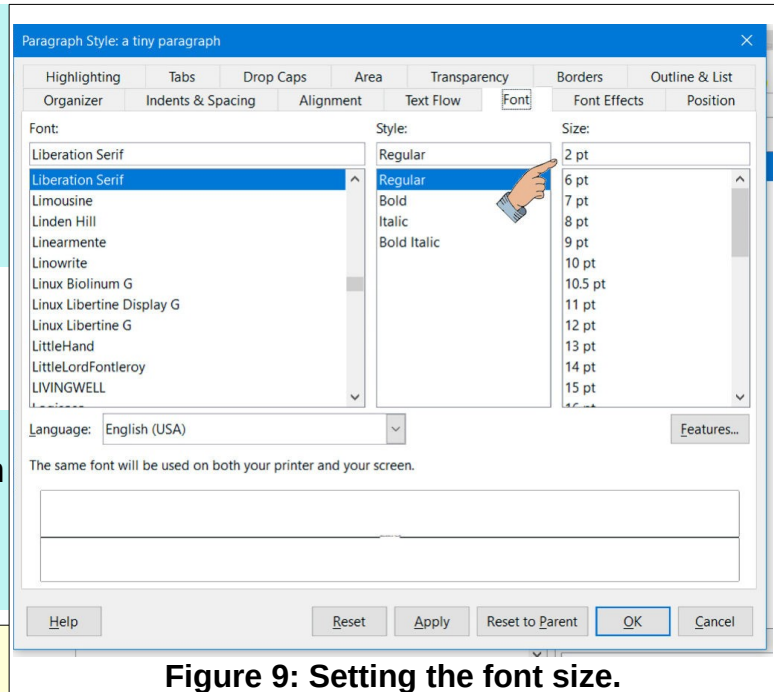 Paragraph Style: a tiny paragraph
Highlighting Tabs Drop Caps Area Transparency Borders Outline & List
Organizer Indents & Spacing Alignment Text Flow Font Font Effects Position
Font: Style: Size:
Liberation Serif Regular 2 pt
Liberation Serif Regular 6 pt
Limousine Bold 7 pt
Linden Hill Italic 8 pt
Linearmente Bold Italic 9 pt
Linowrite 10 pt
Linux Biolinum G 10.5 pt
Linux Libertine Display G 11 pt
Linux Libertine G 12 pt
LittleHand 13 pt
LittleLordFontleroy 14 pt
LIVINGWELL 15 pt
Language: English (USA) Features...
The same font will be used on both your printer and your screen.
Help Reset Apply Reset to Parent OK Cancel
Figure 9: Setting the font size.